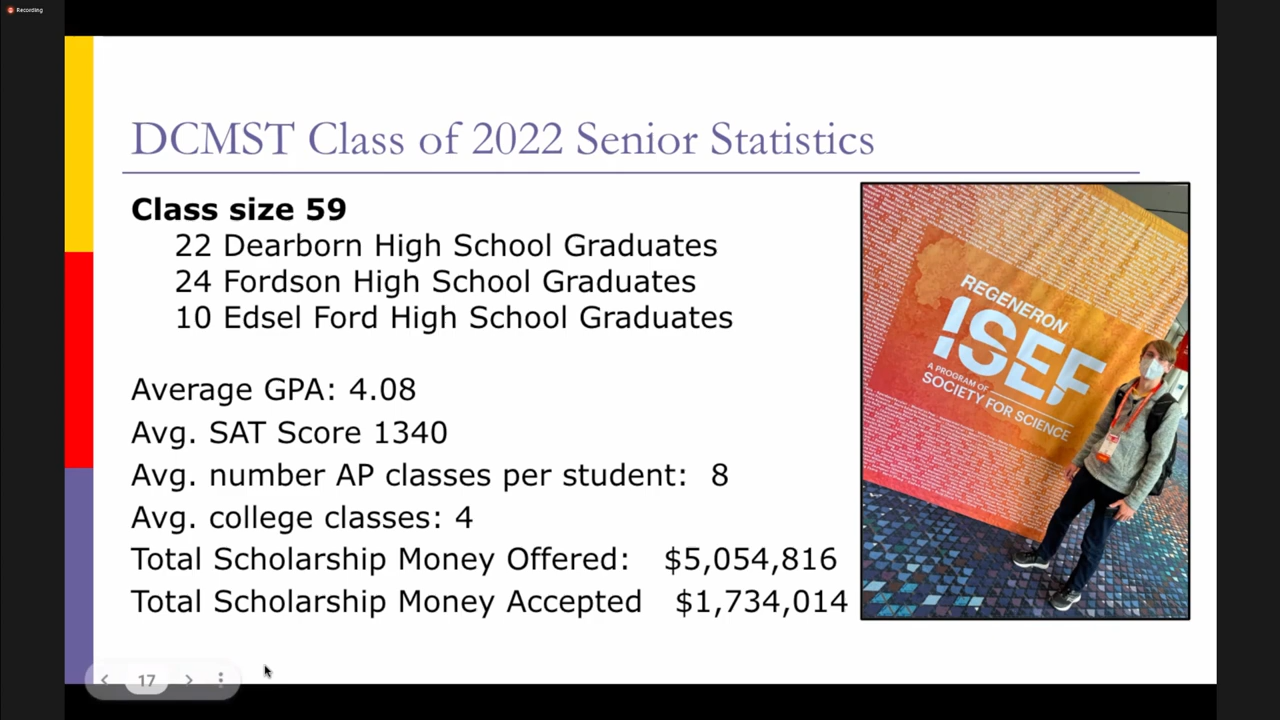 Recording
DCMST Class of 2022 Senior Statistics
Class size 59
22 Dearborn High School Graduates
24 Fordson High School Graduates
10 Edsel Ford High School Graduates
Average GPA: 4.08
Avg. SAT Score 1340
Avg. number AP classes per student: 8
Avg. college classes: 4
Total Scholarship Money Offered: $5,054,816
Total Scholarship Money Accepted $1,734,014
REGENERON
ISEF
A PROGRAM OF
SOCIETY FOR SCIENCE
17